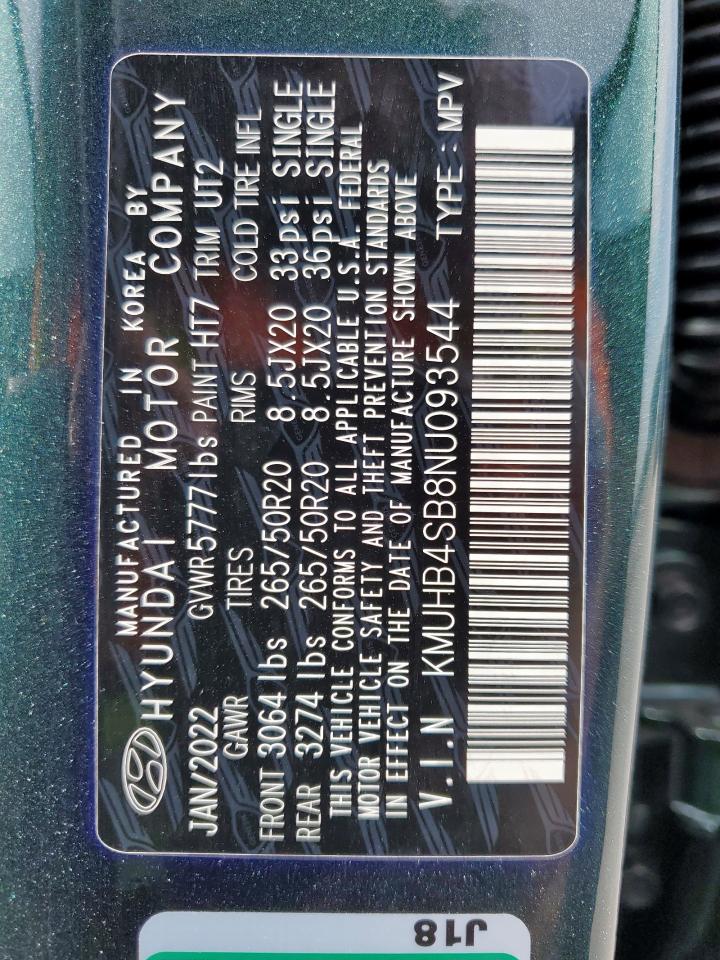 MANUFACTURED IN KOREA BY
HYUNDAI MOTOR COMPANY
JAN/2022 GVWR 5777lbs PAINT HT7 TRIM UT2
GAWR TIRES RIMS COLD TIRE INFL
FRONT 3064 lbs 265/50R20 8.5JX20 33psi SINGLE
REAR 3274 lbs 265/50R20 8.5JX20 36psi SINGLE
THIS VEHICLE CONFORMS TO ALL APPLICABLE U.S.A. FEDERAL
MOTOR VEHICLE SAFETY AND THEFT PREVENTION STANDARDS
IN EFFECT ON THE DATE OF MANUFACTURE SHOWN ABOVE
V.I.N KMUHB4SB8NU093544 TYPE : MPV
J18